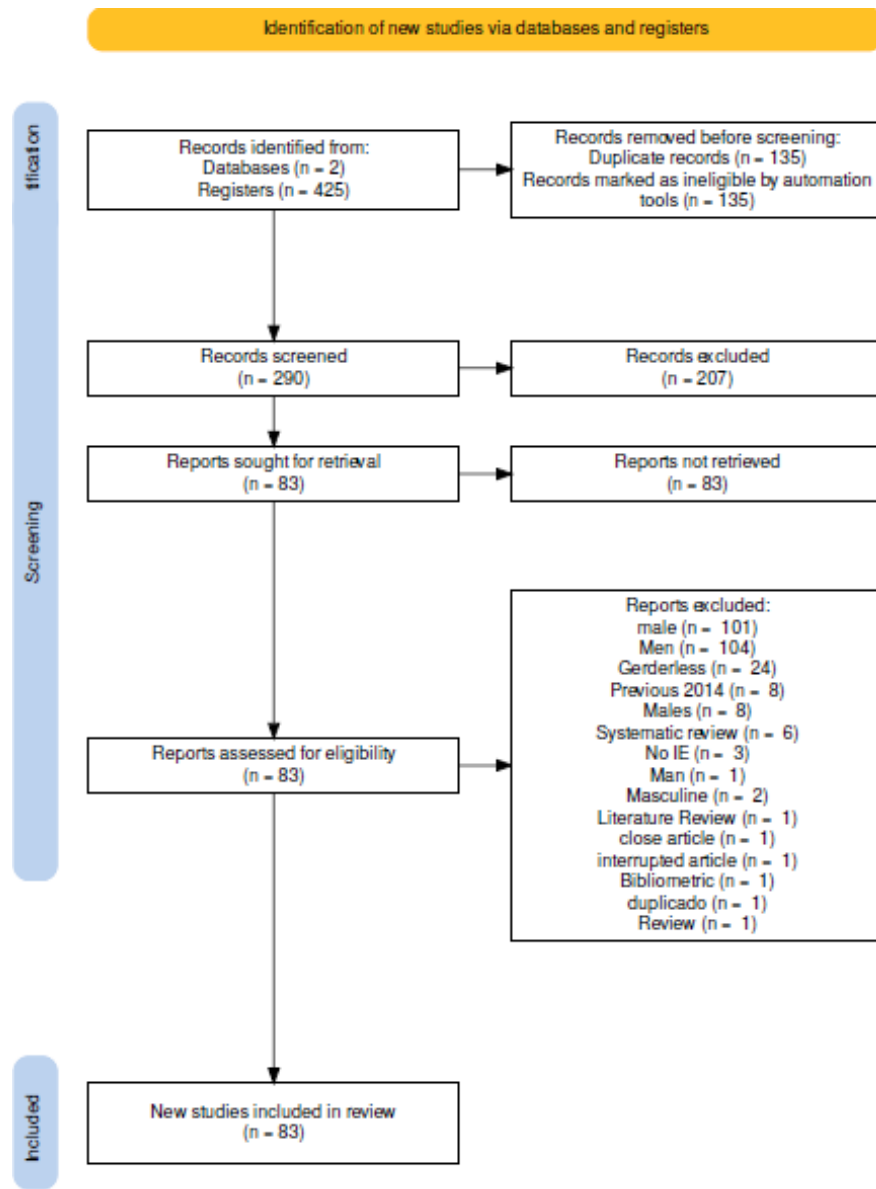 Identification of new studies via databases and registers
tification
Records identified from:
Databases (n = 2)
Registers (n = 425)
Records removed before screening:
Duplicate records (n = 135)
Records marked as ineligible by automation
tools (n = 135)
Screening
Records screened
(n = 290)
Records excluded
(n = 207)
Reports sought for retrieval
(n = 83)
Reports not retrieved
(n = 83)
Reports assessed for eligibility
(n = 83)
Reports excluded:
male (n = 101)
Men (n = 104)
Gerderless (n = 24)
Previous 2014 (n = 8)
Males (n = 8)
Systematic review (n = 6)
No IE (n = 3)
Man (n = 1)
Masculine (n = 2)
Literature Review (n = 1)
close article (n = 1)
interrupted article (n = 1)
Bibliometric (n = 1)
duplicado (n = 1)
Review (n = 1)
Included
New studies included in review
(n = 83)